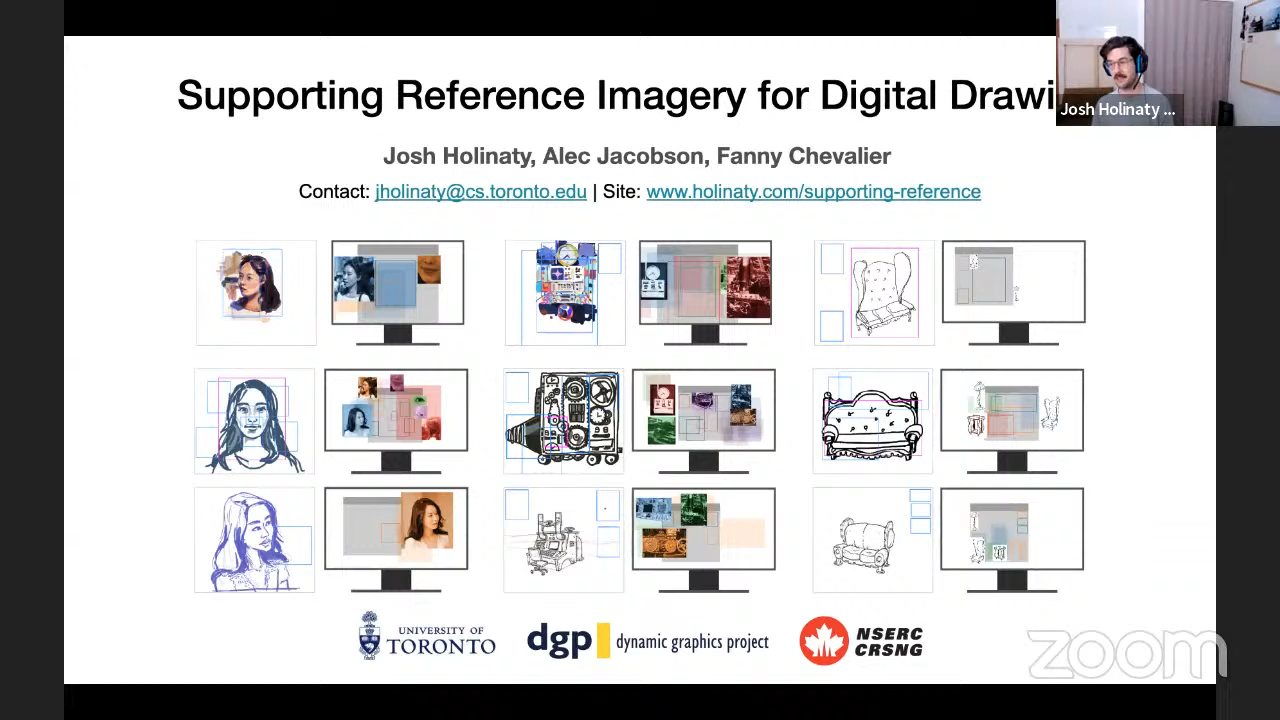 Supporting Reference Imagery for Digital Drawi
Josh Holinaty ...
Josh Holinaty, Alec Jacobson, Fanny Chevalier
Contact: jholinaty@cs.toronto.edu | Site: www.holinaty.com/supporting-reference
UNIVERSITY OF
TORONTO
dgp dynamic graphics project
NSERC
CRSNG
zoom